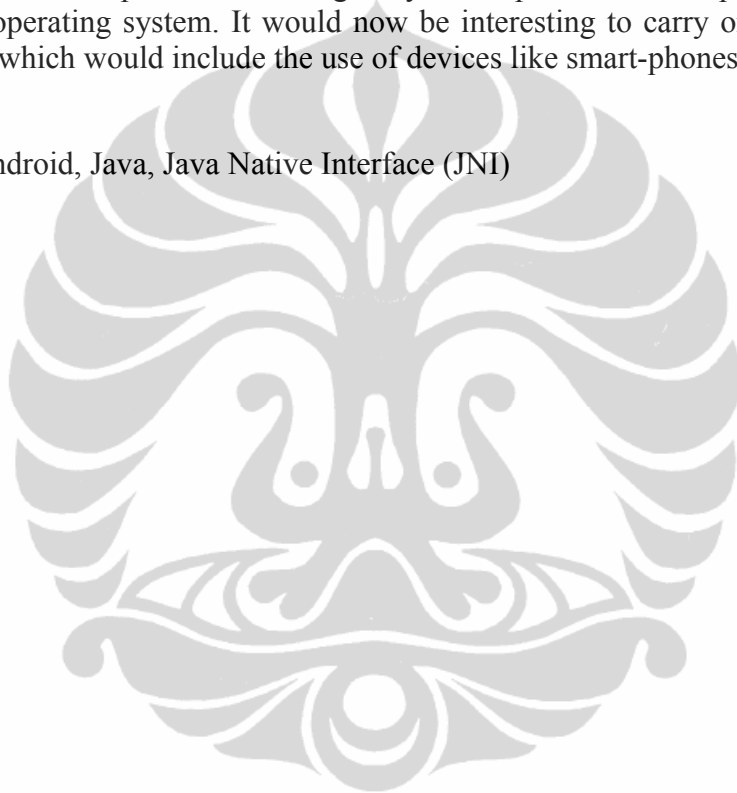 operating system. It would now be interesting to carry o
which would include the use of devices like smart-phones
ndroid, Java, Java Native Interface (JNI)